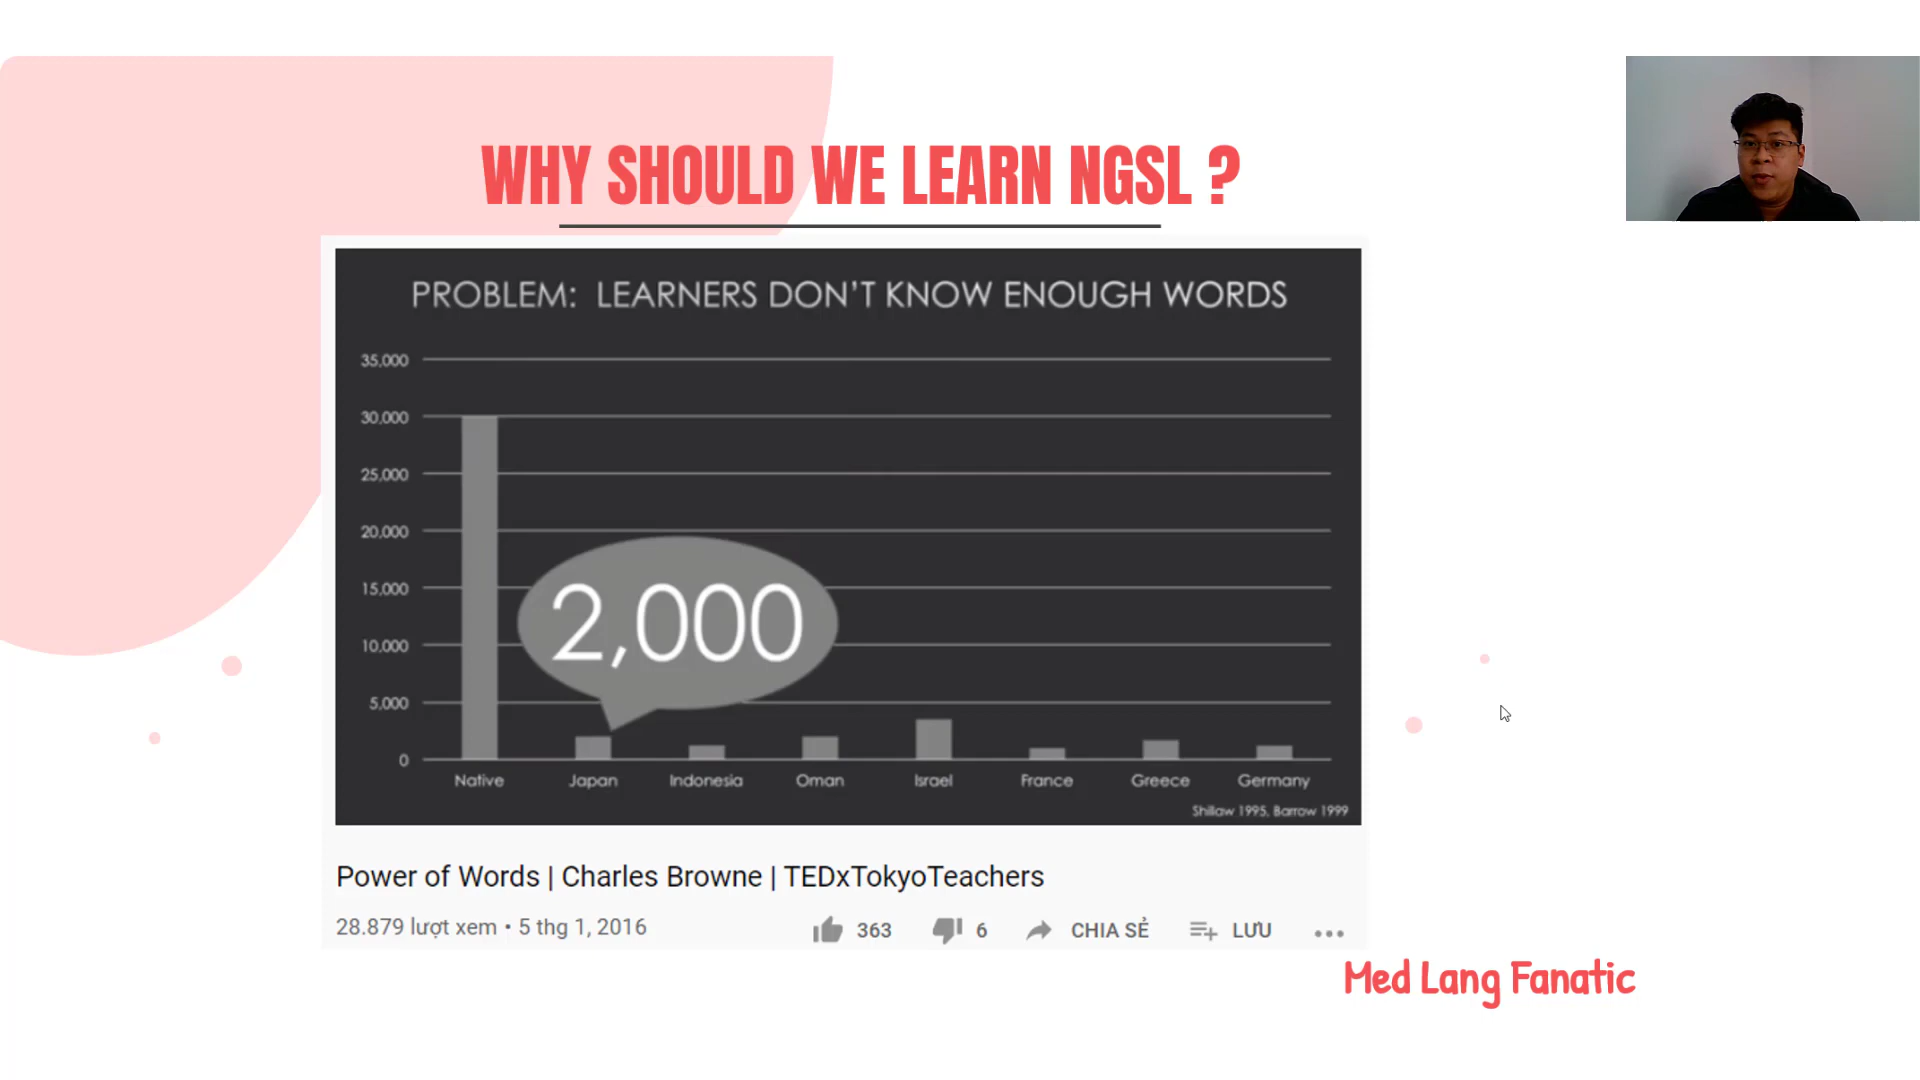 WHY SHOULD WE LEARN NGSL ?
PROBLEM: LEARNERS DON'T KNOW ENOUGH WORDS
35,000
30,000
25,000
20,000
15,000
10,000
5,000
0
2,000
Native Japan Indonesia Oman Israel France Greece Germany
Shillaw 1995, Barrow 1999
Power of Words | Charles Browne | TEDxTokyoTeachers
28.879 lượt xem • 5 thg 1, 2016 363 6 CHIA SẺ LƯU
Med Lang Fanatic